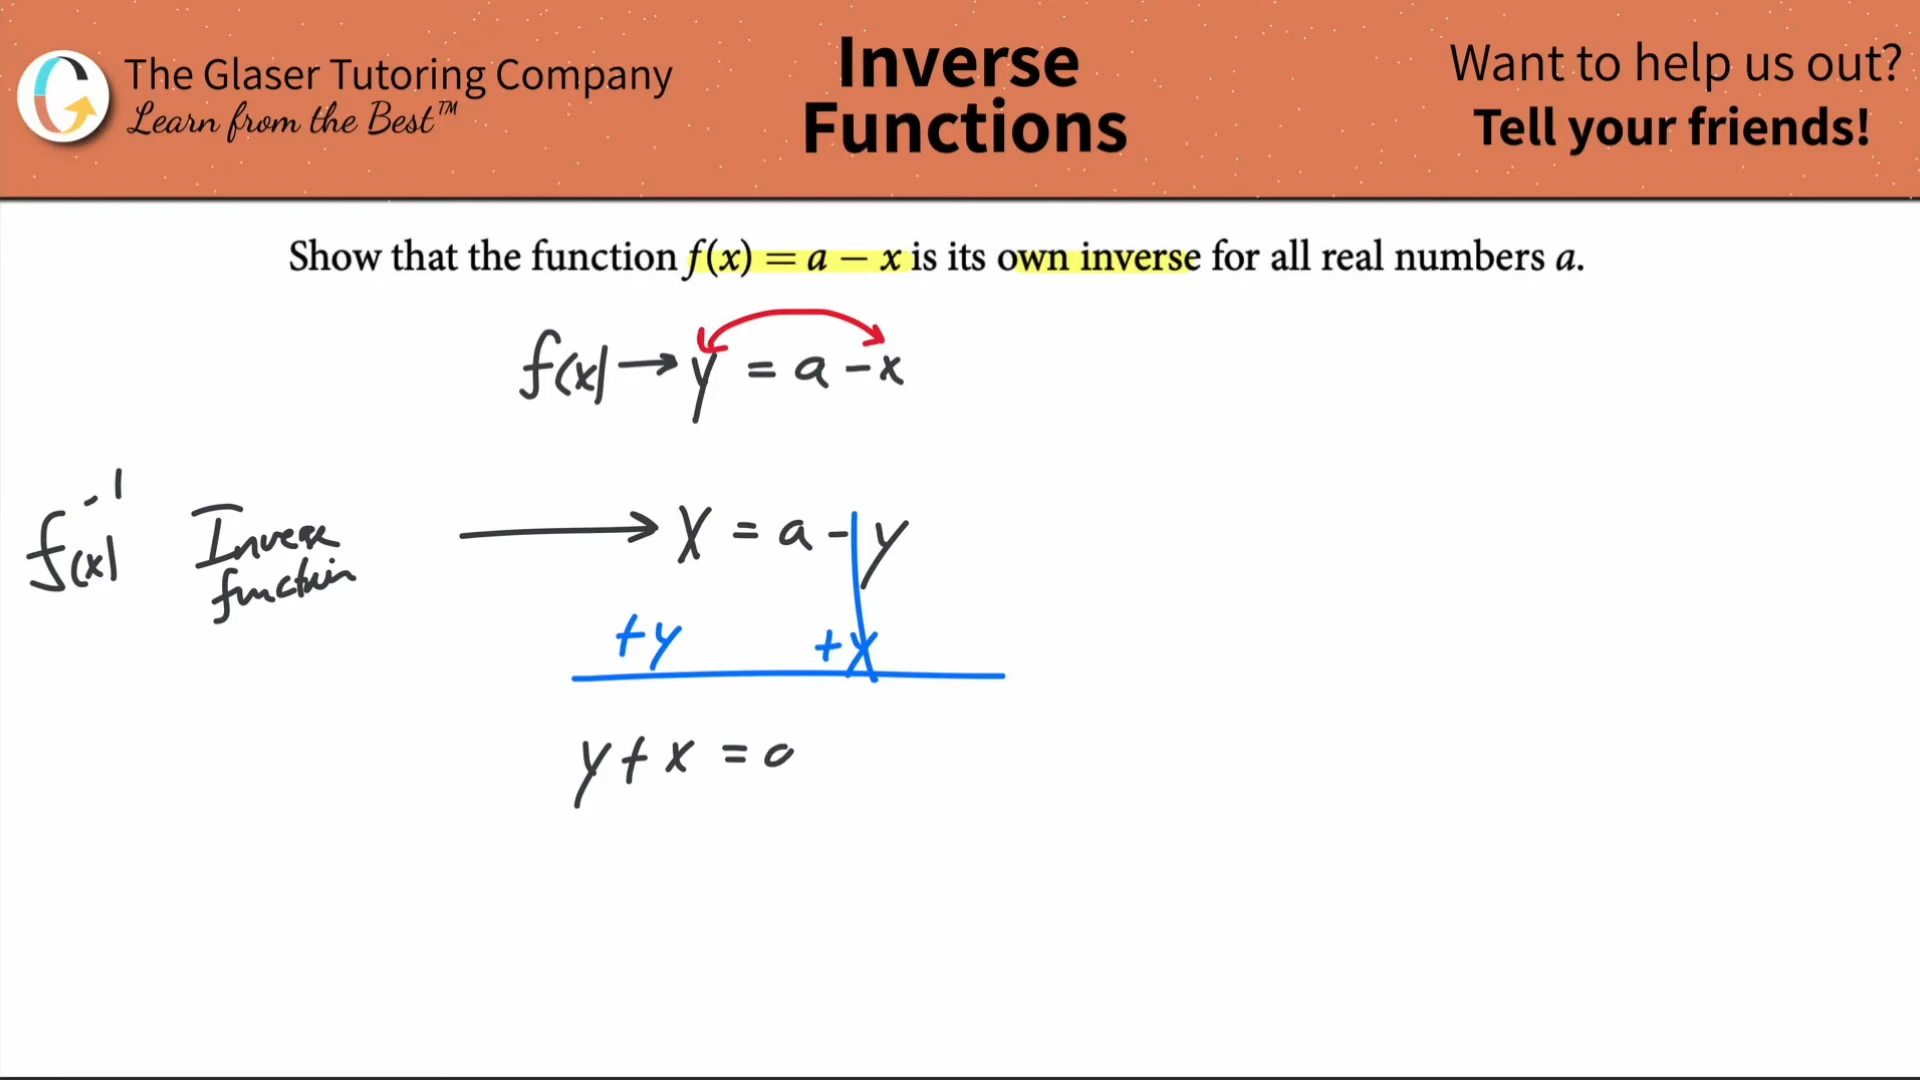 The Glaser Tutoring Company
Learn from the Best™
Inverse
Functions
Want to help us out?
Tell your friends!
Show that the function f(x) = a − x is its own inverse for all real numbers a.
f(x) → y = a - x
f⁻¹(x) Inverse
function
→ x = a - y
+y +y
y + x = a